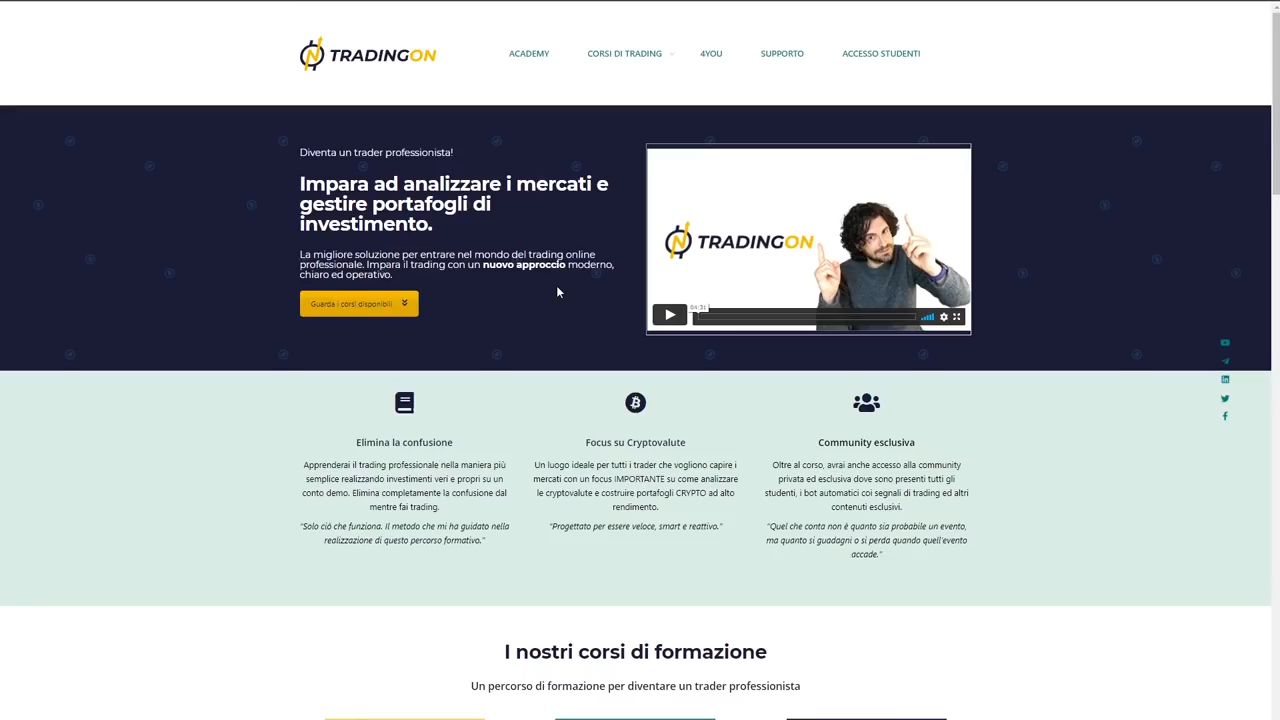 TRADINGON
ACADEMY
CORSI DI TRADING
4YOU
SUPPORTO
ACCESSO STUDENTI
Diventa un trader professionista!
Impara ad analizzare i mercati e
gestire portafogli di
investimento.
La migliore soluzione per entrare nel mondo del trading online
professionale. Impara il trading con un nuovo approccio moderno,
chiaro ed operativo.
Guarda i corsi disponibili
TRADINGON
04:31
Elimina la confusione
Apprenderai il trading professionale nella maniera più
semplice realizzando investimenti veri e propri su un
conto demo. Elimina completamente la confusione dal
mentre fai trading.
"Solo ciò che funziona. Il metodo che mi ha guidato nella
realizzazione di questo percorso formativo."
Focus su Cryptovalute
Un luogo ideale per tutti i trader che vogliono capire i
mercati con un focus IMPORTANTE su come analizzare
le cryptovalute e costruire portafogli CRYPTO ad alto
rendimento.
"Progettato per essere veloce, smart e reattivo."
Community esclusiva
Oltre al corso, avrai anche accesso alla community
privata ed esclusiva dove sono presenti tutti gli
studenti, i bot automatici coi segnali di trading ed altri
contenuti esclusivi.
"Quel che conta non è quanto sia probabile un evento,
ma quanto si guadagni o si perda quando quell'evento
accade."
I nostri corsi di formazione
Un percorso di formazione per diventare un trader professionista